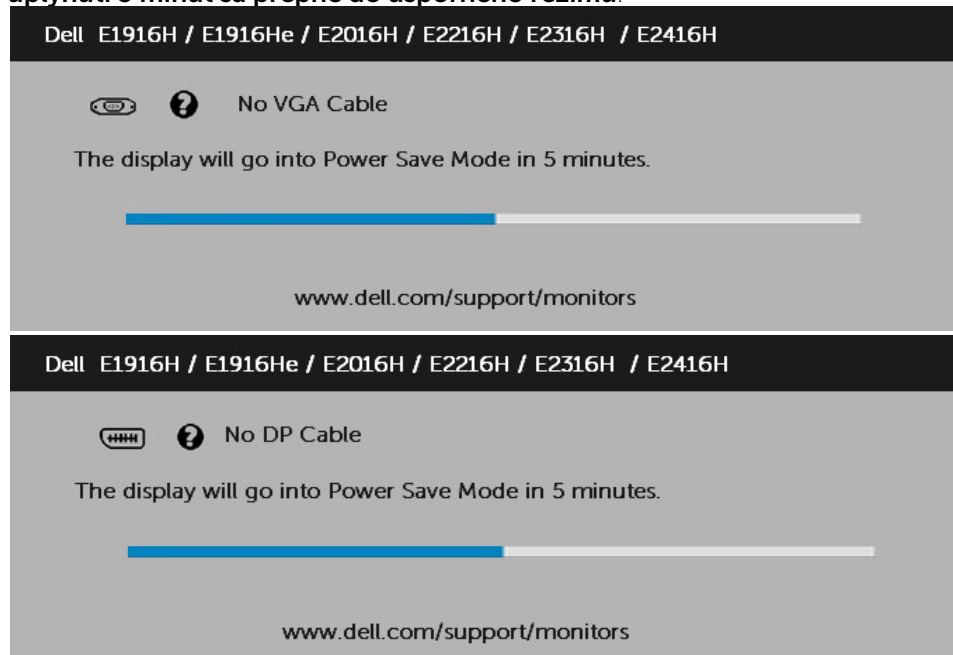 Dell E1916H / E1916He / E2016H / E2216H / E2316H / E2416H
No VGA Cable
The display will go into Power Save Mode in 5 minutes.
www.dell.com/support/monitors
Dell E1916H / E1916He / E2016H / E2216H / E2316H / E2416H
No DP Cable
The display will go into Power Save Mode in 5 minutes.
www.dell.com/support/monitors